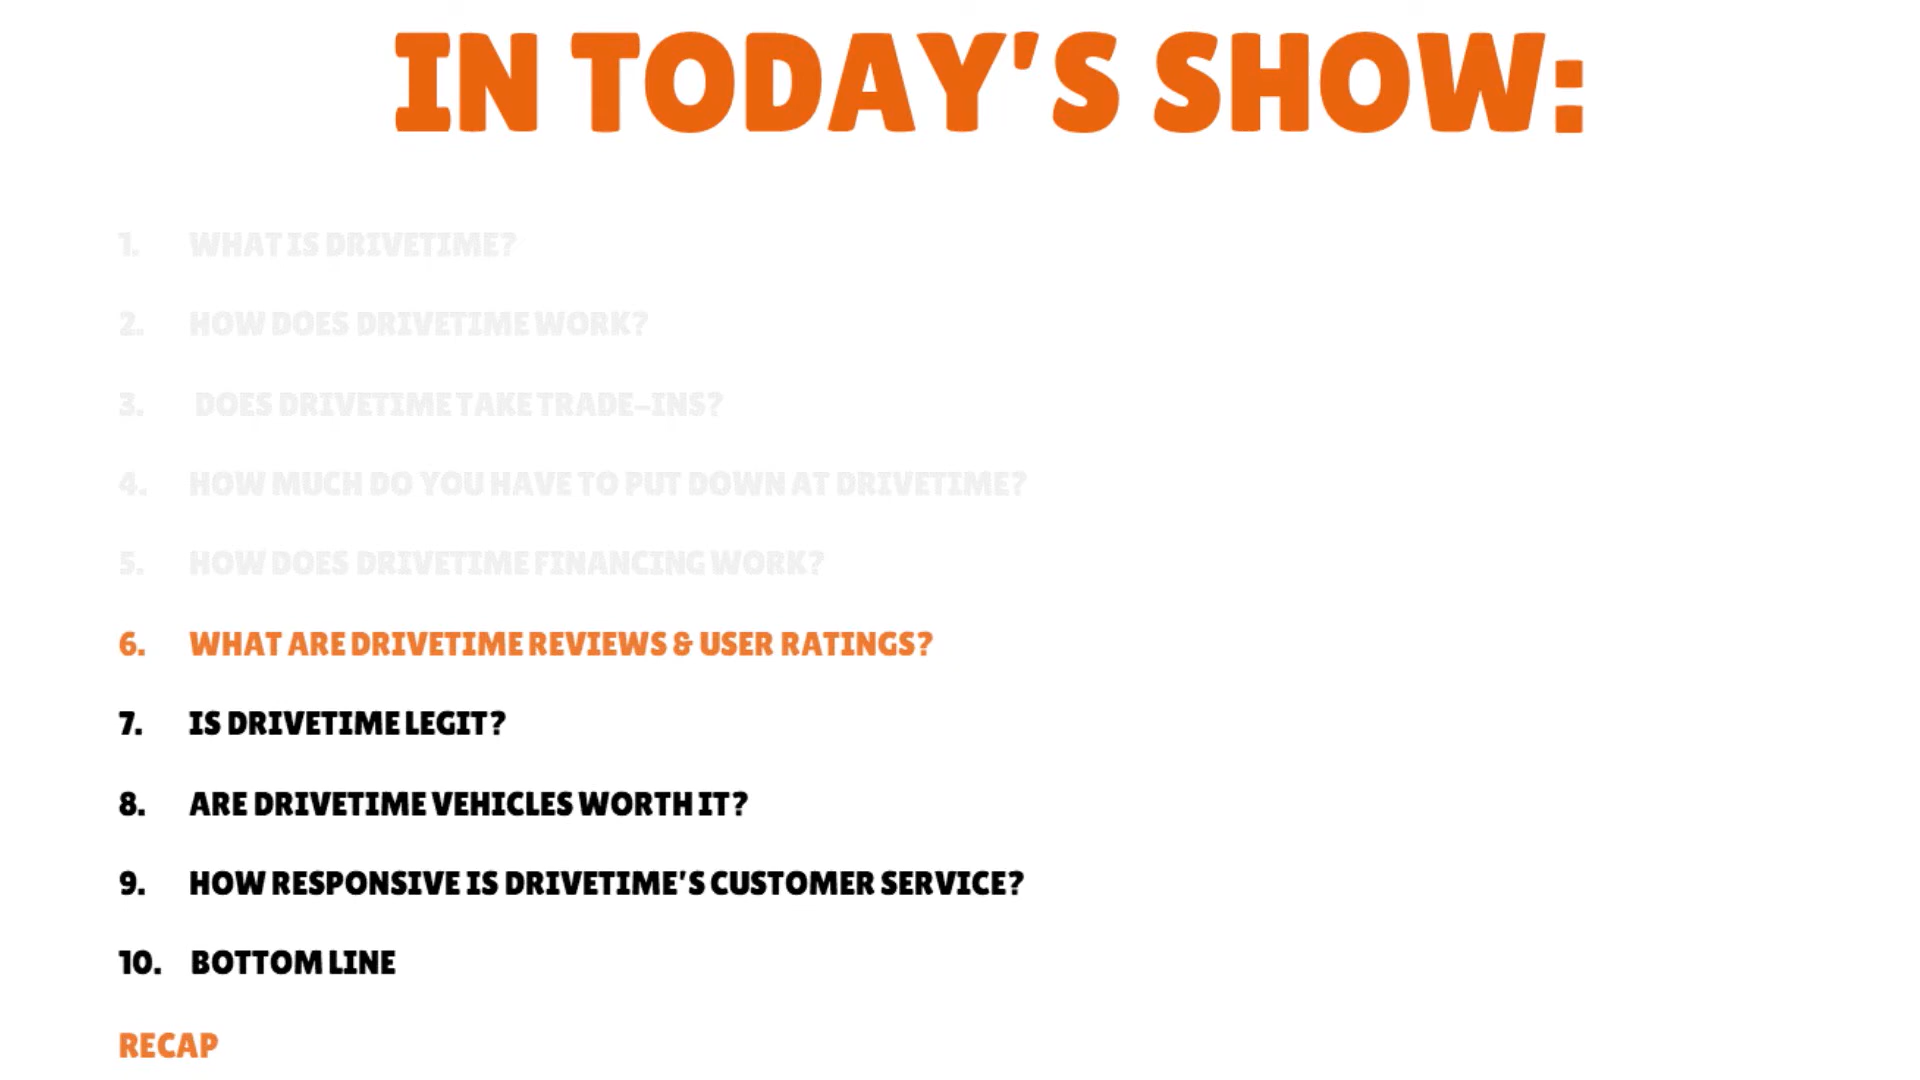 IN TODAY'S SHOW:
1. WHAT IS DRIVETIME?
2. HOW DOES DRIVETIME WORK?
3. DOES DRIVETIME TAKE TRADE-INS?
4. HOW MUCH DO YOU HAVE TO PUT DOWN AT DRIVETIME?
5. HOW DOES DRIVETIME FINANCING WORK?
6. WHAT ARE DRIVETIME REVIEWS & USER RATINGS?
7. IS DRIVETIME LEGIT?
8. ARE DRIVETIME VEHICLES WORTH IT?
9. HOW RESPONSIVE IS DRIVETIME'S CUSTOMER SERVICE?
10. BOTTOM LINE
RECAP